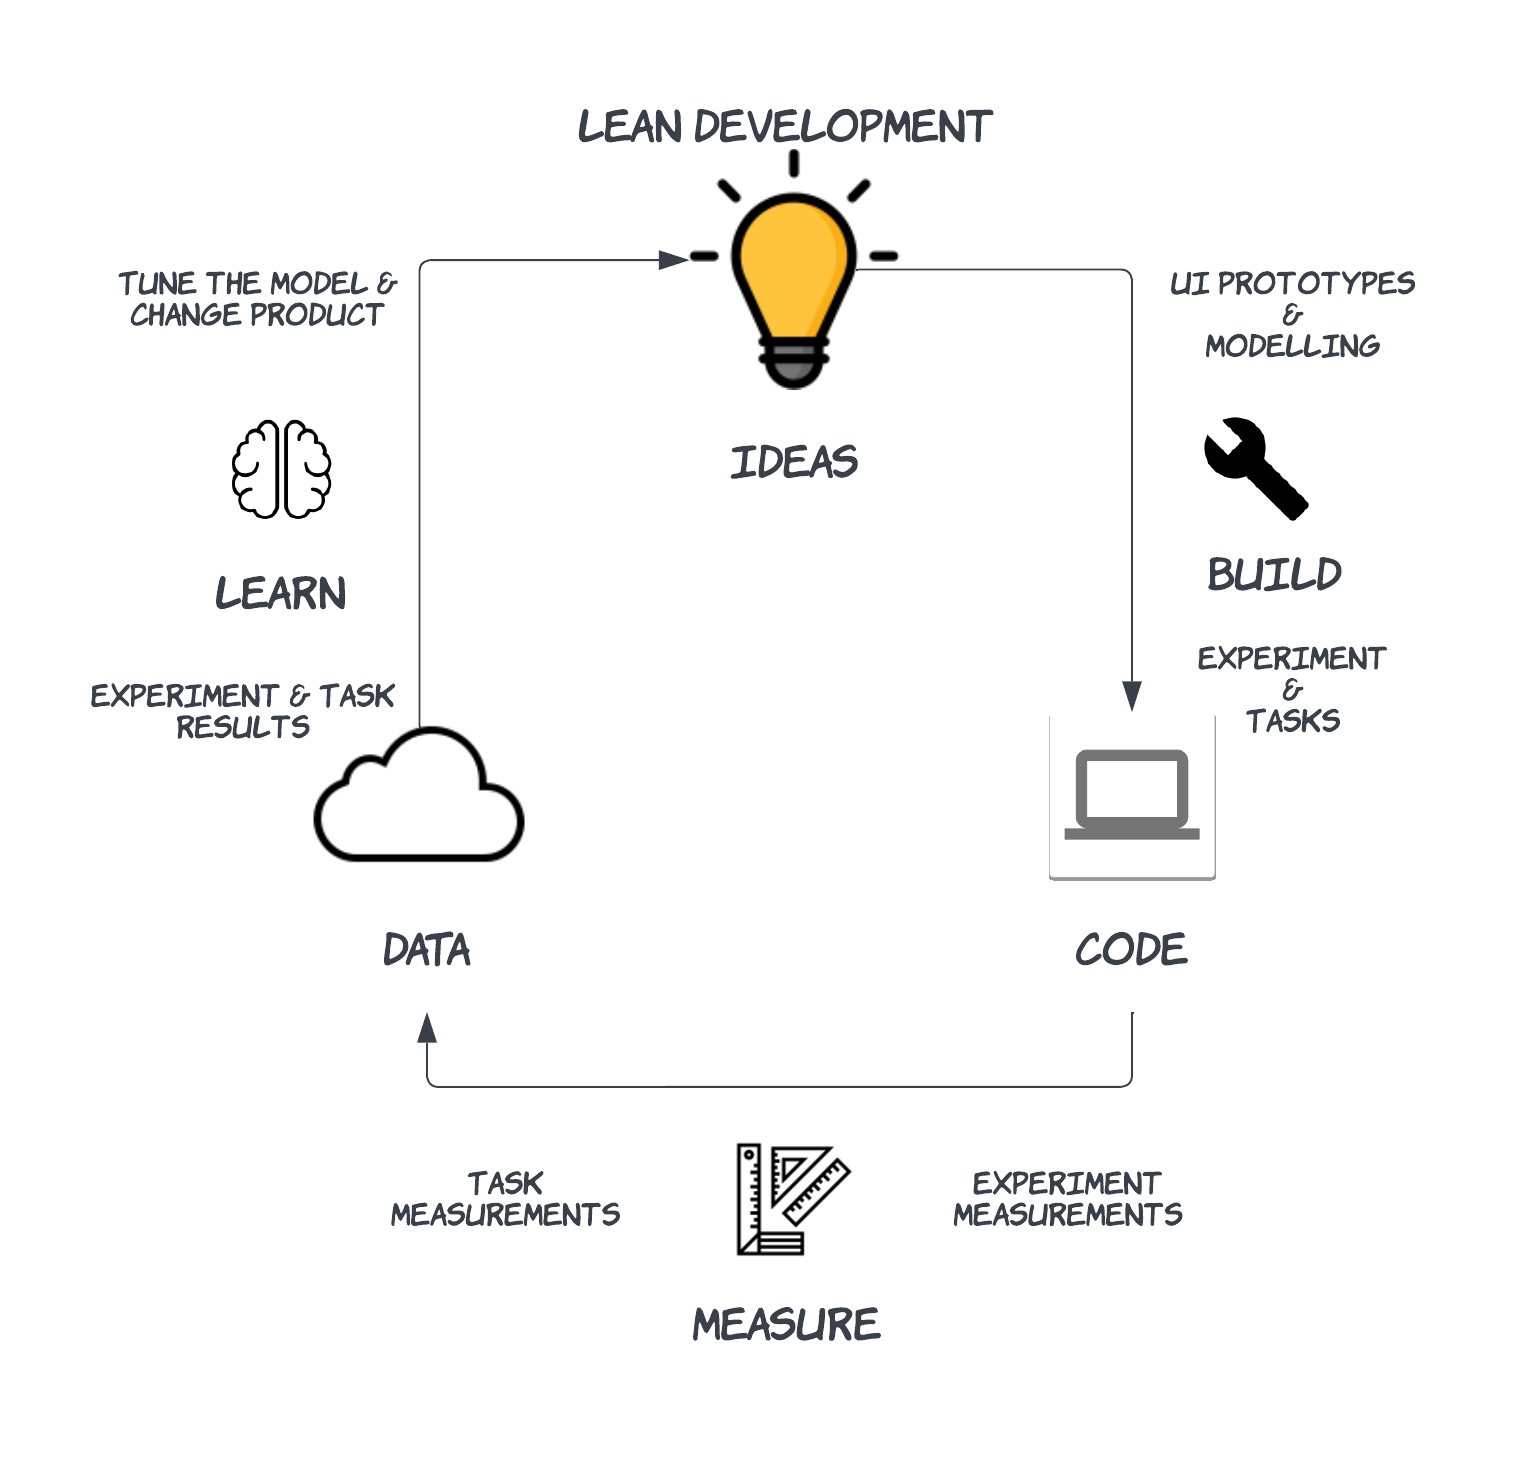 LEAN DEVELOPMENT
TUNE THE MODEL &
CHANGE PRODUCT
UI PROTOTYPES
&
MODELLING
IDEAS
LEARN
BUILD
EXPERIMENT & TASK
RESULTS
EXPERIMENT
&
TASKS
DATA
CODE
TASK
MEASUREMENTS
EXPERIMENT
MEASUREMENTS
MEASURE